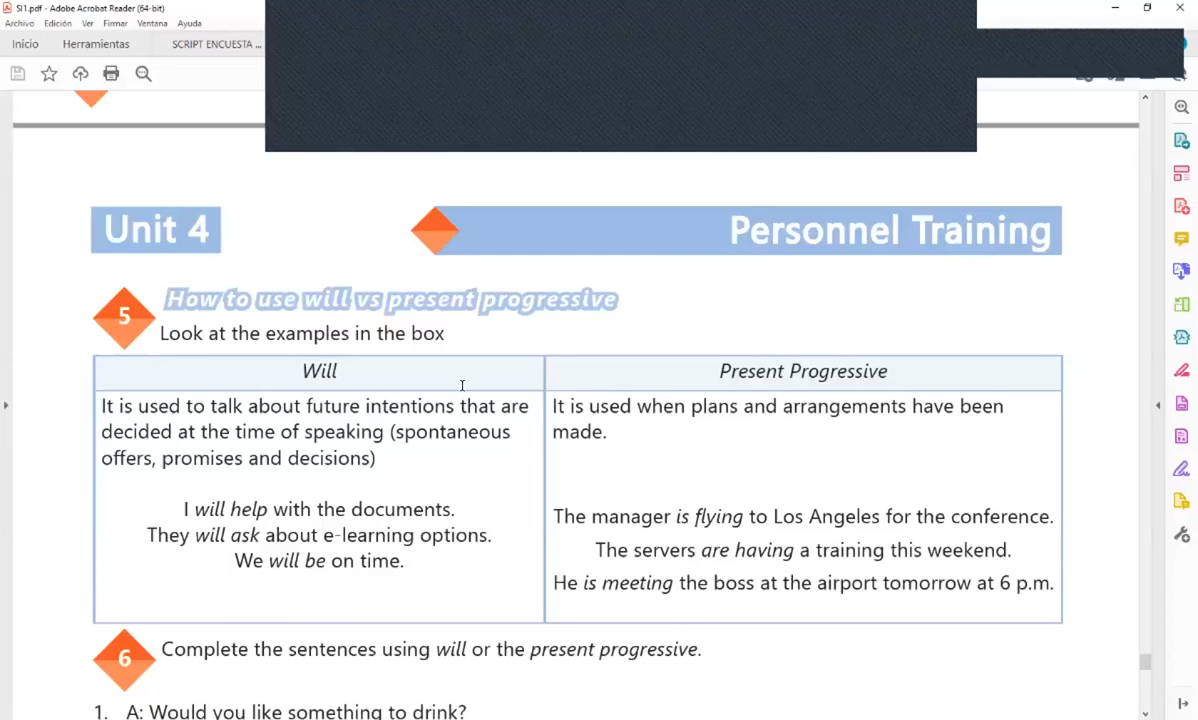 SI1.pdf - Adobe Acrobat Reader (64-bit)
Archivo Edición Ver Firmar Ventana Ayuda
Inicio Herramientas SCRIPT ENCUESTA ...
Unit 4 Personnel Training
5 How to use will vs present progressive
Look at the examples in the box
Will
It is used to talk about future intentions that are
decided at the time of speaking (spontaneous
offers, promises and decisions)
I will help with the documents.
They will ask about e-learning options.
We will be on time.
Present Progressive
It is used when plans and arrangements have been
made.
The manager is flying to Los Angeles for the conference.
The servers are having a training this weekend.
He is meeting the boss at the airport tomorrow at 6 p.m.
6 Complete the sentences using will or the present progressive.
1. A: Would you like something to drink?